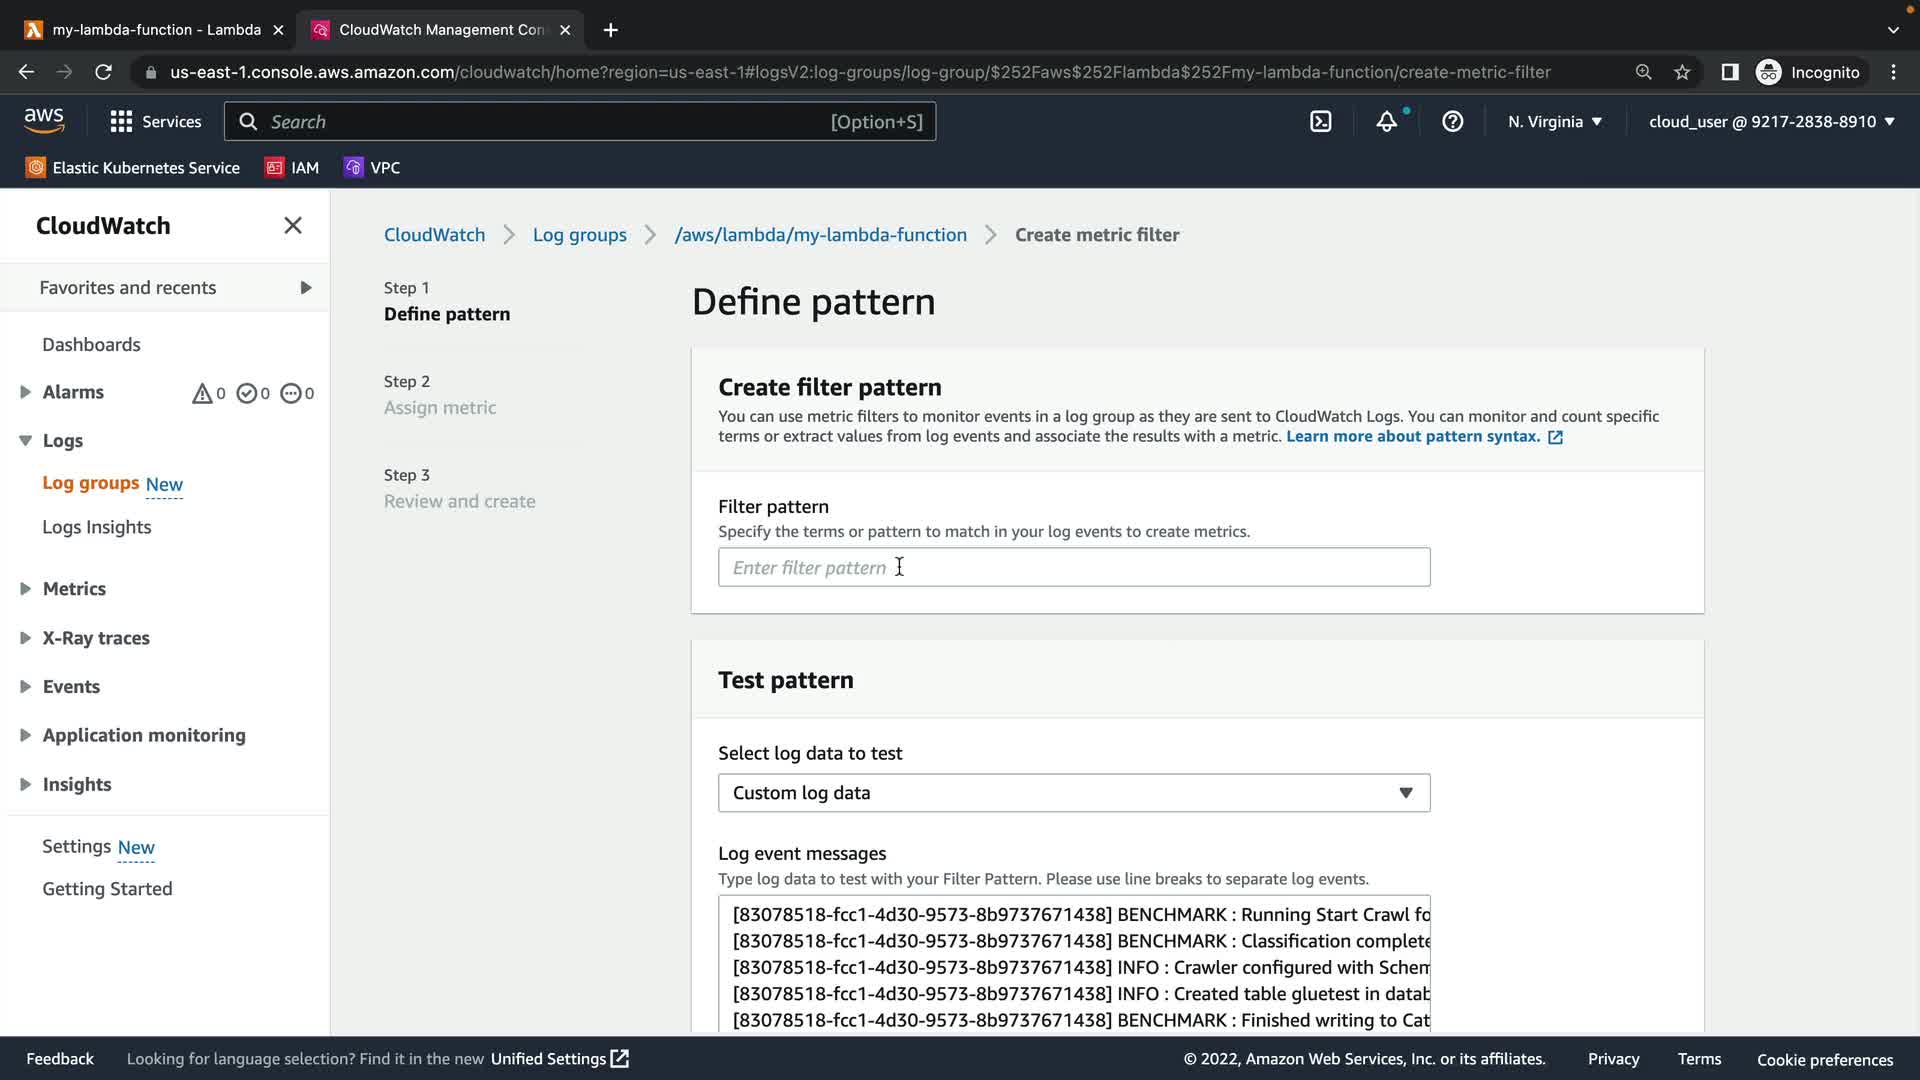 my-lambda-function - Lambda
CloudWatch Management Con
us-east-1.console.aws.amazon.com/cloudwatch/home?region=us-east-1#logsV2:log-groups/log-group/$252Faws$252Flambda$252Fmy-lambda-function/create-metric-filter
Incognito
aws
Services
Search
[Option+S]
N. Virginia
cloud_user @ 9217-2838-8910
Elastic Kubernetes Service
IAM
VPC
CloudWatch
Favorites and recents
Dashboards
Alarms
0
0
0
Logs
Log groups New
Logs Insights
Metrics
X-Ray traces
Events
Application monitoring
Insights
Settings New
Getting Started
CloudWatch
Log groups
/aws/lambda/my-lambda-function
Create metric filter
Step 1
Define pattern
Step 2
Assign metric
Step 3
Review and create
Define pattern
Create filter pattern
You can use metric filters to monitor events in a log group as they are sent to CloudWatch Logs. You can monitor and count specific
terms or extract values from log events and associate the results with a metric. Learn more about pattern syntax.
Filter pattern
Specify the terms or pattern to match in your log events to create metrics.
Enter filter pattern
Test pattern
Select log data to test
Custom log data
Log event messages
Type log data to test with your Filter Pattern. Please use line breaks to separate log events.
[83078518-fcc1-4d30-9573-8b9737671438] BENCHMARK : Running Start Crawl fo
[83078518-fcc1-4d30-9573-8b9737671438] BENCHMARK : Classification complete
[83078518-fcc1-4d30-9573-8b9737671438] INFO : Crawler configured with Schem
[83078518-fcc1-4d30-9573-8b9737671438] INFO : Created table gluetest in datab
[83078518-fcc1-4d30-9573-8b9737671438] BENCHMARK : Finished writing to Cat
Feedback
Looking for language selection? Find it in the new Unified Settings
© 2022, Amazon Web Services, Inc. or its affiliates.
Privacy
Terms
Cookie preferences